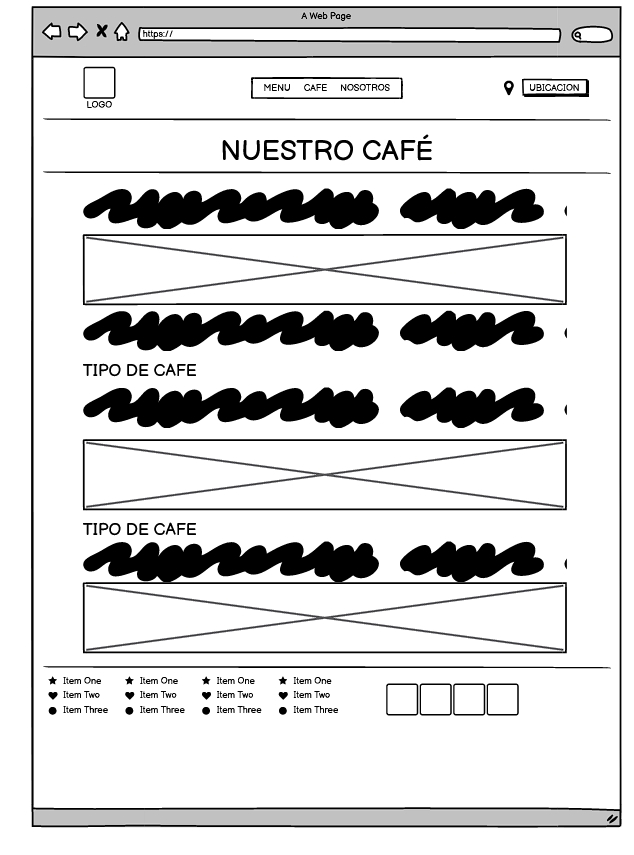 A Web Page
https://
LOGO
MENU CAFE NOSOTROS
UBICACION
NUESTRO CAFÉ
TIPO DE CAFE
TIPO DE CAFE
Item One Item One Item One Item One
Item Two Item Two Item Two Item Two
Item Three Item Three Item Three Item Three